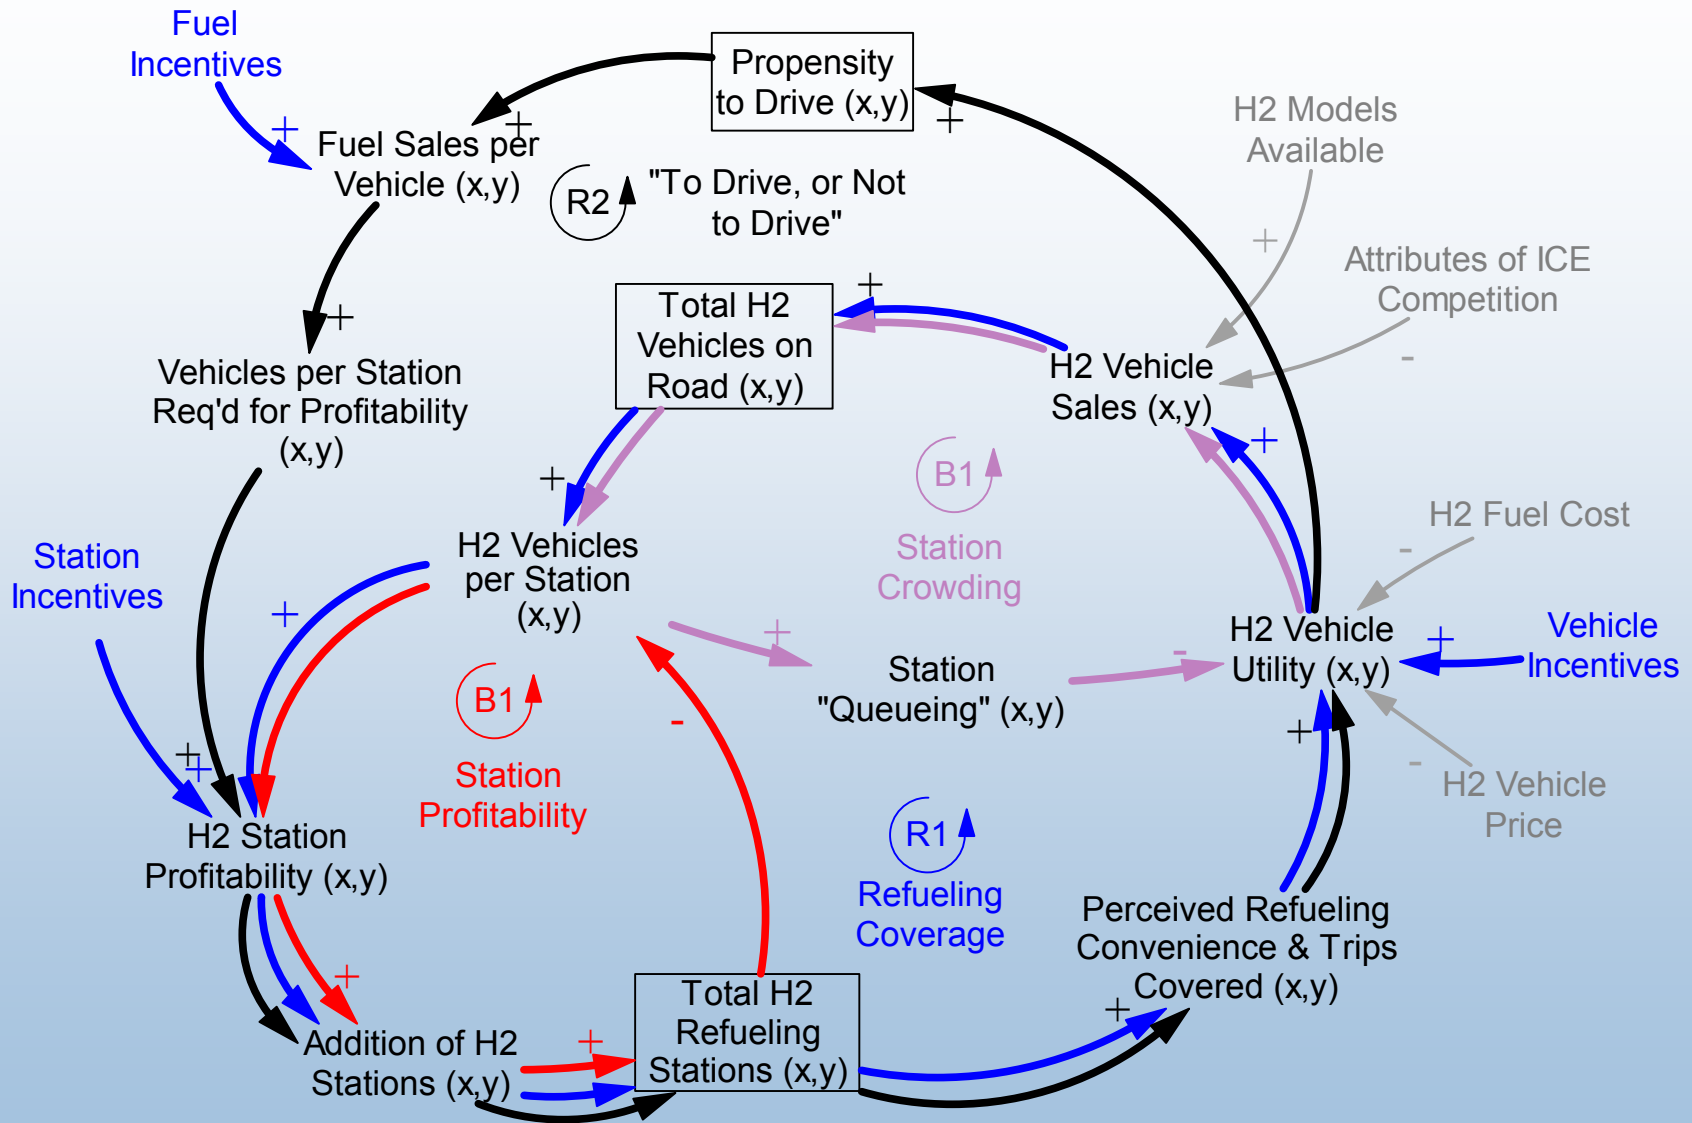 Fuel
Incentives
Propensity
to Drive (x,y)
+
+
+
H2 Models
Available
Fuel Sales per
Vehicle (x,y)
R2
"To Drive, or Not
to Drive"
+
Attributes of ICE
Competition
+
Total H2
Vehicles on
Road (x,y)
+
-
Vehicles per Station
Req'd for Profitability
(x,y)
H2 Vehicle
Sales (x,y)
+
B1
Station
Crowding
+
H2 Fuel Cost
-
Station
Incentives
H2 Vehicles
per Station
(x,y)
+
+
-
Station
"Queueing" (x,y)
H2 Vehicle
Utility (x,y)
+
Vehicle
Incentives
B1
-
Station
Profitability
+
+
+
-
H2 Vehicle
Price
H2 Station
Profitability (x,y)
R1
Refueling
Coverage
Perceived Refueling
Convenience & Trips
Covered (x,y)
+
Total H2
Refueling
Stations (x,y)
+
+
Addition of H2
Stations (x,y)